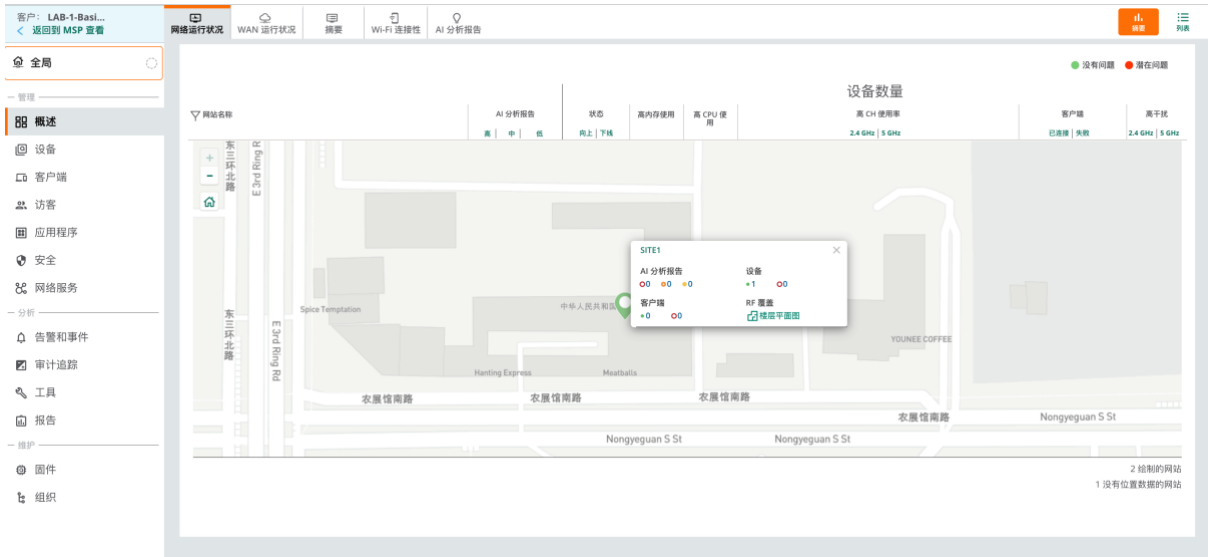 客户: LAB-1-Basi...
返回到 MSP 查看
网络运行状况
WAN 运行状况
摘要
Wi-Fi 连接性
AI 分析报告
摘要
列表
全局
没有问题
潜在问题
管理
概述
设备
客户端
访客
应用程序
安全
网络服务
分析
告警和事件
审计追踪
工具
报告
维护
固件
组织
设备数量
网站名称
AI 分析报告
状态
高内存使用
高 CPU 使用
高 CH 使用率
客户端
高干扰
高 中 低
向上 下线
2.4 GHz 5 GHz
已连接 失败
2.4 GHz 5 GHz
+
-
东三环北路
E 3rd Ring R
SITE1
AI 分析报告
0 0 0
设备
1 0
客户端
0 0
RF 覆盖
楼层平面图
Spice Temptation
中华人民共和国
东三环北路
E 3rd Ring Rd
YOUNEE COFFEE
Hanting Express
Meatballs
农展馆南路
农展馆南路
农展馆南路
农展馆南路
Nongyeguan S St
Nongyeguan S St
Nongyeguan S St
2 绘制的网站
1 没有位置数据的网站